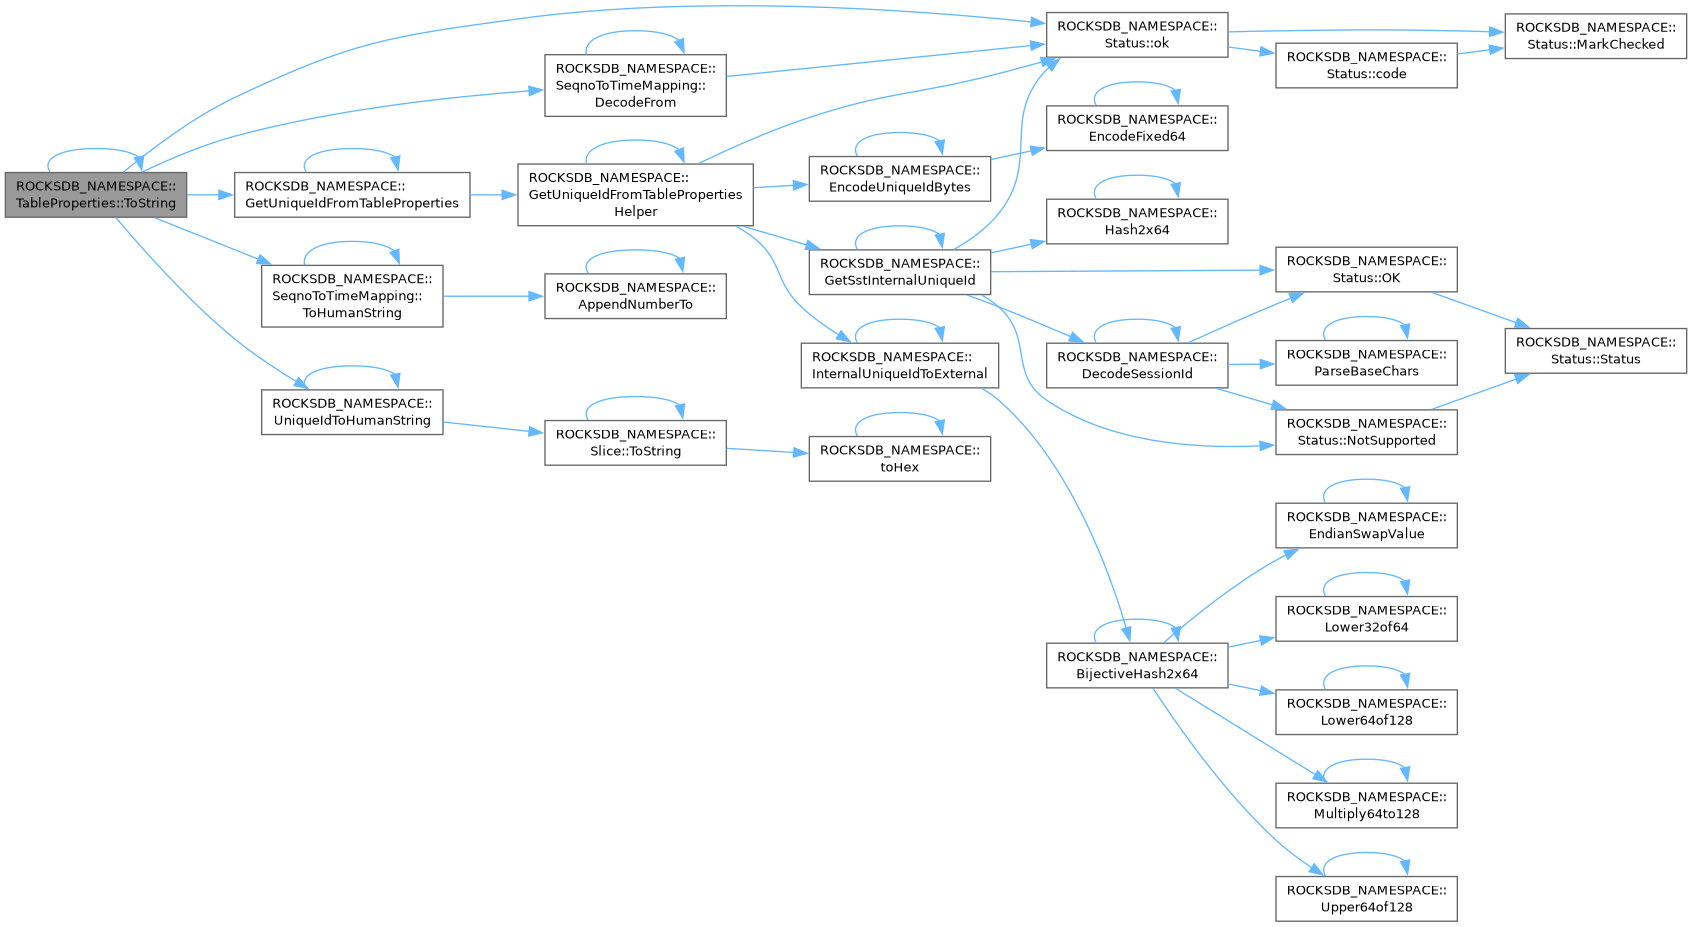 ROCKSDB_NAMESPACE::
TableProperties::ToString
ROCKSDB_NAMESPACE::
SeqnoToTimeMapping::
DecodeFrom
ROCKSDB_NAMESPACE::
GetUniqueIdFromTableProperties
ROCKSDB_NAMESPACE::
SeqnoToTimeMapping::
ToHumanString
ROCKSDB_NAMESPACE::
UniqueIdToHumanString
ROCKSDB_NAMESPACE::
GetUniqueIdFromTableProperties
Helper
ROCKSDB_NAMESPACE::
AppendNumberTo
ROCKSDB_NAMESPACE::
Slice::ToString
ROCKSDB_NAMESPACE::
EncodeUniqueIdBytes
ROCKSDB_NAMESPACE::
GetSstInternalUniqueId
ROCKSDB_NAMESPACE::
InternalUniqueIdToExternal
ROCKSDB_NAMESPACE::
toHex
ROCKSDB_NAMESPACE::
Status::ok
ROCKSDB_NAMESPACE::
EncodeFixed64
ROCKSDB_NAMESPACE::
Hash2x64
ROCKSDB_NAMESPACE::
DecodeSessionId
ROCKSDB_NAMESPACE::
BijectiveHash2x64
ROCKSDB_NAMESPACE::
Status::code
ROCKSDB_NAMESPACE::
Status::OK
ROCKSDB_NAMESPACE::
ParseBaseChars
ROCKSDB_NAMESPACE::
Status::NotSupported
ROCKSDB_NAMESPACE::
EndianSwapValue
ROCKSDB_NAMESPACE::
Lower32of64
ROCKSDB_NAMESPACE::
Lower64of128
ROCKSDB_NAMESPACE::
Multiply64to128
ROCKSDB_NAMESPACE::
Upper64of128
ROCKSDB_NAMESPACE::
Status::MarkChecked
ROCKSDB_NAMESPACE::
Status::Status